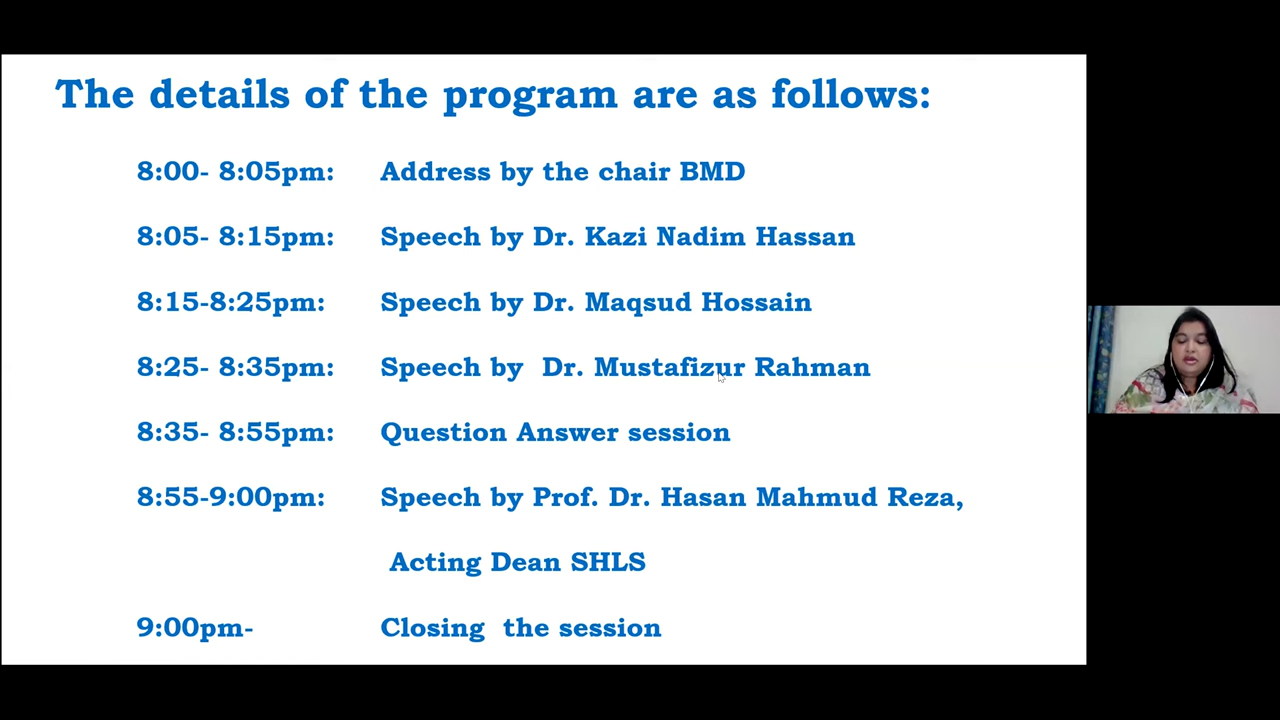 The details of the program are as follows:
8:00- 8:05pm: Address by the chair BMD
8:05- 8:15pm: Speech by Dr. Kazi Nadim Hassan
8:15-8:25pm: Speech by Dr. Maqsud Hossain
8:25- 8:35pm: Speech by Dr. Mustafizur Rahman
8:35- 8:55pm: Question Answer session
8:55-9:00pm: Speech by Prof. Dr. Hasan Mahmud Reza,
Acting Dean SHLS
9:00pm- Closing the session